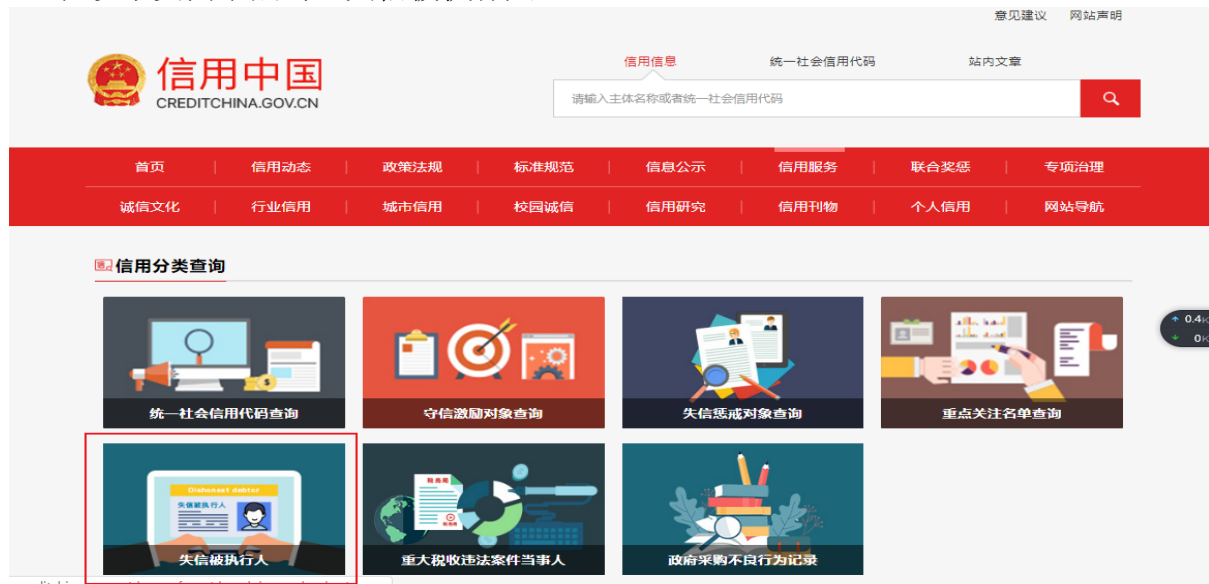 意见建议 网站声明
信用中国
CREDITCHINA.GOV.CN
信用信息 统一社会信用代码 站内文章
请输入主体名称或者统一社会信用代码
首页 信用动态 政策法规 标准规范 信息公示 信用服务 联合奖惩 专项治理
诚信文化 行业信用 城市信用 校园诚信 信用研究 信用刊物 个人信用 网站导航
信用分类查询
统一社会信用代码查询 守信激励对象查询 失信惩戒对象查询 重点关注名单查询
0.4K
0K
Dishonest debtor
失信被执行人
税务局
失信被执行人 重大税收违法案件当事人 政府采购不良行为记录